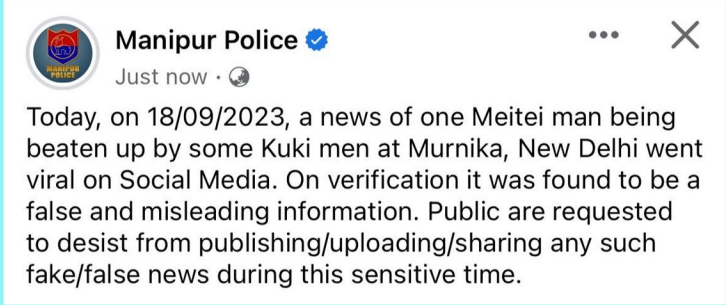 Manipur Police
Just now ·
Today, on 18/09/2023, a news of one Meitei man being
beaten up by some Kuki men at Murnika, New Delhi went
viral on Social Media. On verification it was found to be a
false and misleading information. Public are requested
to desist from publishing/uploading/sharing any such
fake/false news during this sensitive time.
MANIPUR
POLICE